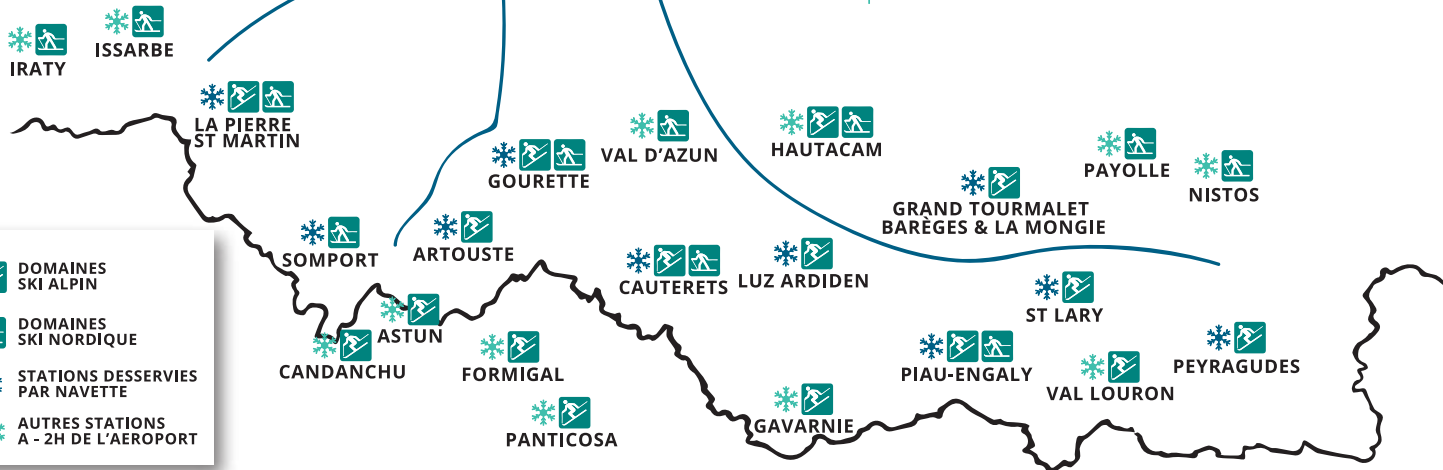 IRATY
ISSARBE
LA PIERRE
ST MARTIN
GOURETTE
VAL D'AZUN
HAUTACAM
PAYOLLE
NISTOS
GRAND TOURMALET
BARÈGES & LA MONGIE
SOMPORT
ARTOUSTE
CAUTERETS
LUZ ARDIDEN
ST LARY
ASTUN
CANDANCHU
FORMIGAL
PIAU-ENGALY
VAL LOURON
PEYRAGUDES
PANTICOSA
GAVARNIE
DOMAINES
SKI ALPIN
DOMAINES
SKI NORDIQUE
STATIONS DESSERVIES
PAR NAVETTE
AUTRES STATIONS
A - 2H DE L'AEROPORT